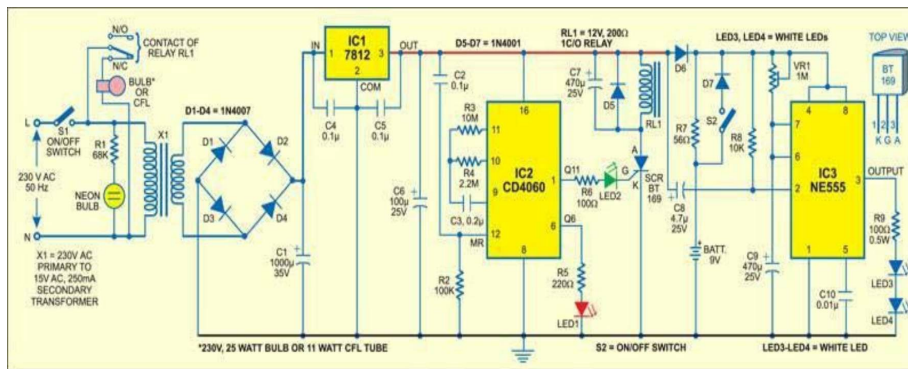 N/O
CONTACT OF
RELAY RL1
N/C
BULB*
OR
CFL
L
S1
ON/OFF
SWITCH
R1
68K
230 V AC
50 Hz
NEON
BULB
N
X1 = 230V AC
PRIMARY TO
15V AC, 250mA
SECONDARY
TRANSFORMER
X1
D1-D4 = 1N4007
D1
D2
D3
D4
C1
1000µ
35V
IN
IC1
7812
1
3
2
COM
OUT
C4
0.1µ
C5
0.1µ
C6
100µ
25V
D5-D7 = 1N4001
C2
0.1µ
R3
10M
R4
2.2M
C3, 0.2µ
MR
R2
100K
16
11
10
9
12
8
1
6
IC2
CD4060
Q11
Q6
R6
100Ω
LED2
R5
220Ω
LED1
RL1 = 12V, 200Ω
1C/O RELAY
C7
470µ
25V
D5
RL1
A
G
K
SCR
BT
169
D6
R7
56Ω
D7
S2
R8
10K
C8
4.7µ
25V
BATT.
9V
LED3, LED4 = WHITE LEDs
VR1
1M
C9
470µ
25V
4
8
7
6
2
3
1
5
IC3
NE555
C10
0.01µ
OUTPUT
R9
100Ω
0.5W
LED3
LED4
TOP VIEW
BT
169
1 2 3
K G A
*230V, 25 WATT BULB OR 11 WATT CFL TUBE
S2 = ON/OFF SWITCH
LED3-LED4 = WHITE LED